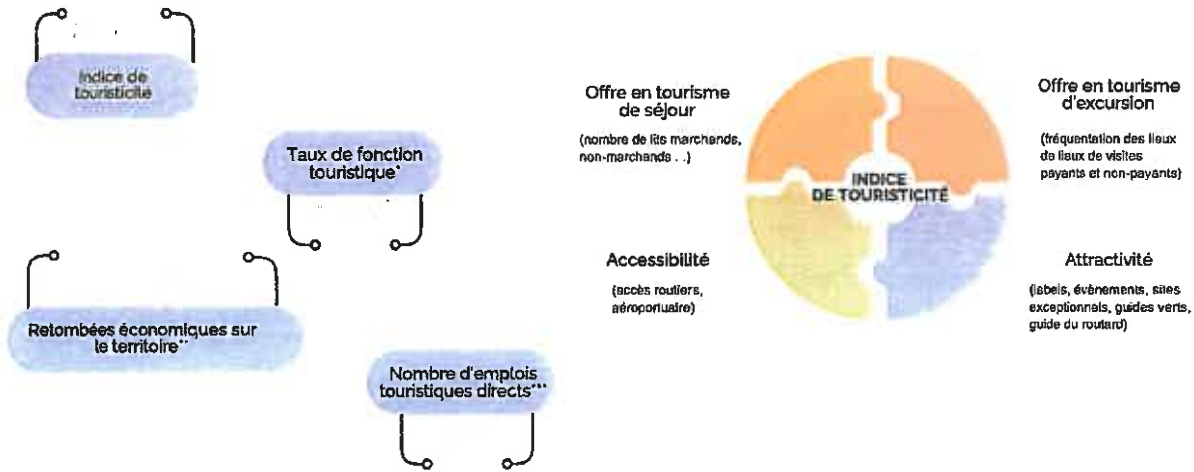 Indice de
touristicité
Taux de fonction
touristique*
Retombées économiques sur
le territoire**
Nombre d'emplois
touristiques directs***
Offre en tourisme
de séjour
(nombre de lits marchands,
non-marchands . .)
Offre en tourisme
d'excursion
(fréquentation des lieux
de lieux de visites
payants et non-payants)
INDICE
DE TOURISTICITÉ
Accessibilité
(accès routiers,
aéroportuaire)
Attractivité
(labels, évènements, sites
exceptionnels, guides verts,
guide du routard)